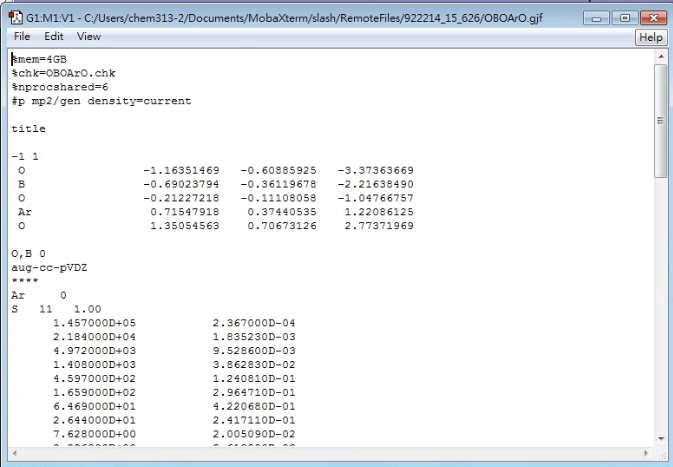 G1:M1:V1 - C:/Users/chem313-2/Documents/MobaXterm/slash/RemoteFiles/922214_15_626/OBOArO.gjf
File Edit View Help
%mem=4GB
%chk=OBOArO.chk
%nprocshared=6
#p mp2/gen density=current
title
-1 1
O -1.16351469 -0.60885925 -3.37363669
B -0.69023794 -0.36119678 -2.21638490
O -0.21227218 -0.11108058 -1.04766757
Ar 0.71547918 0.37440535 1.22086125
O 1.35054563 0.70673126 2.77371969
O,B 0
aug-cc-pVDZ
****
Ar 0
S 11 1.00
1.457000D+05 2.367000D-04
2.184000D+04 1.835230D-03
4.972000D+03 9.528600D-03
1.408000D+03 3.862830D-02
4.597000D+02 1.240810D-01
1.659000D+02 2.964710D-01
6.469000D+01 4.220680D-01
2.644000D+01 2.417110D-01
7.628000D+00 2.005090D-02